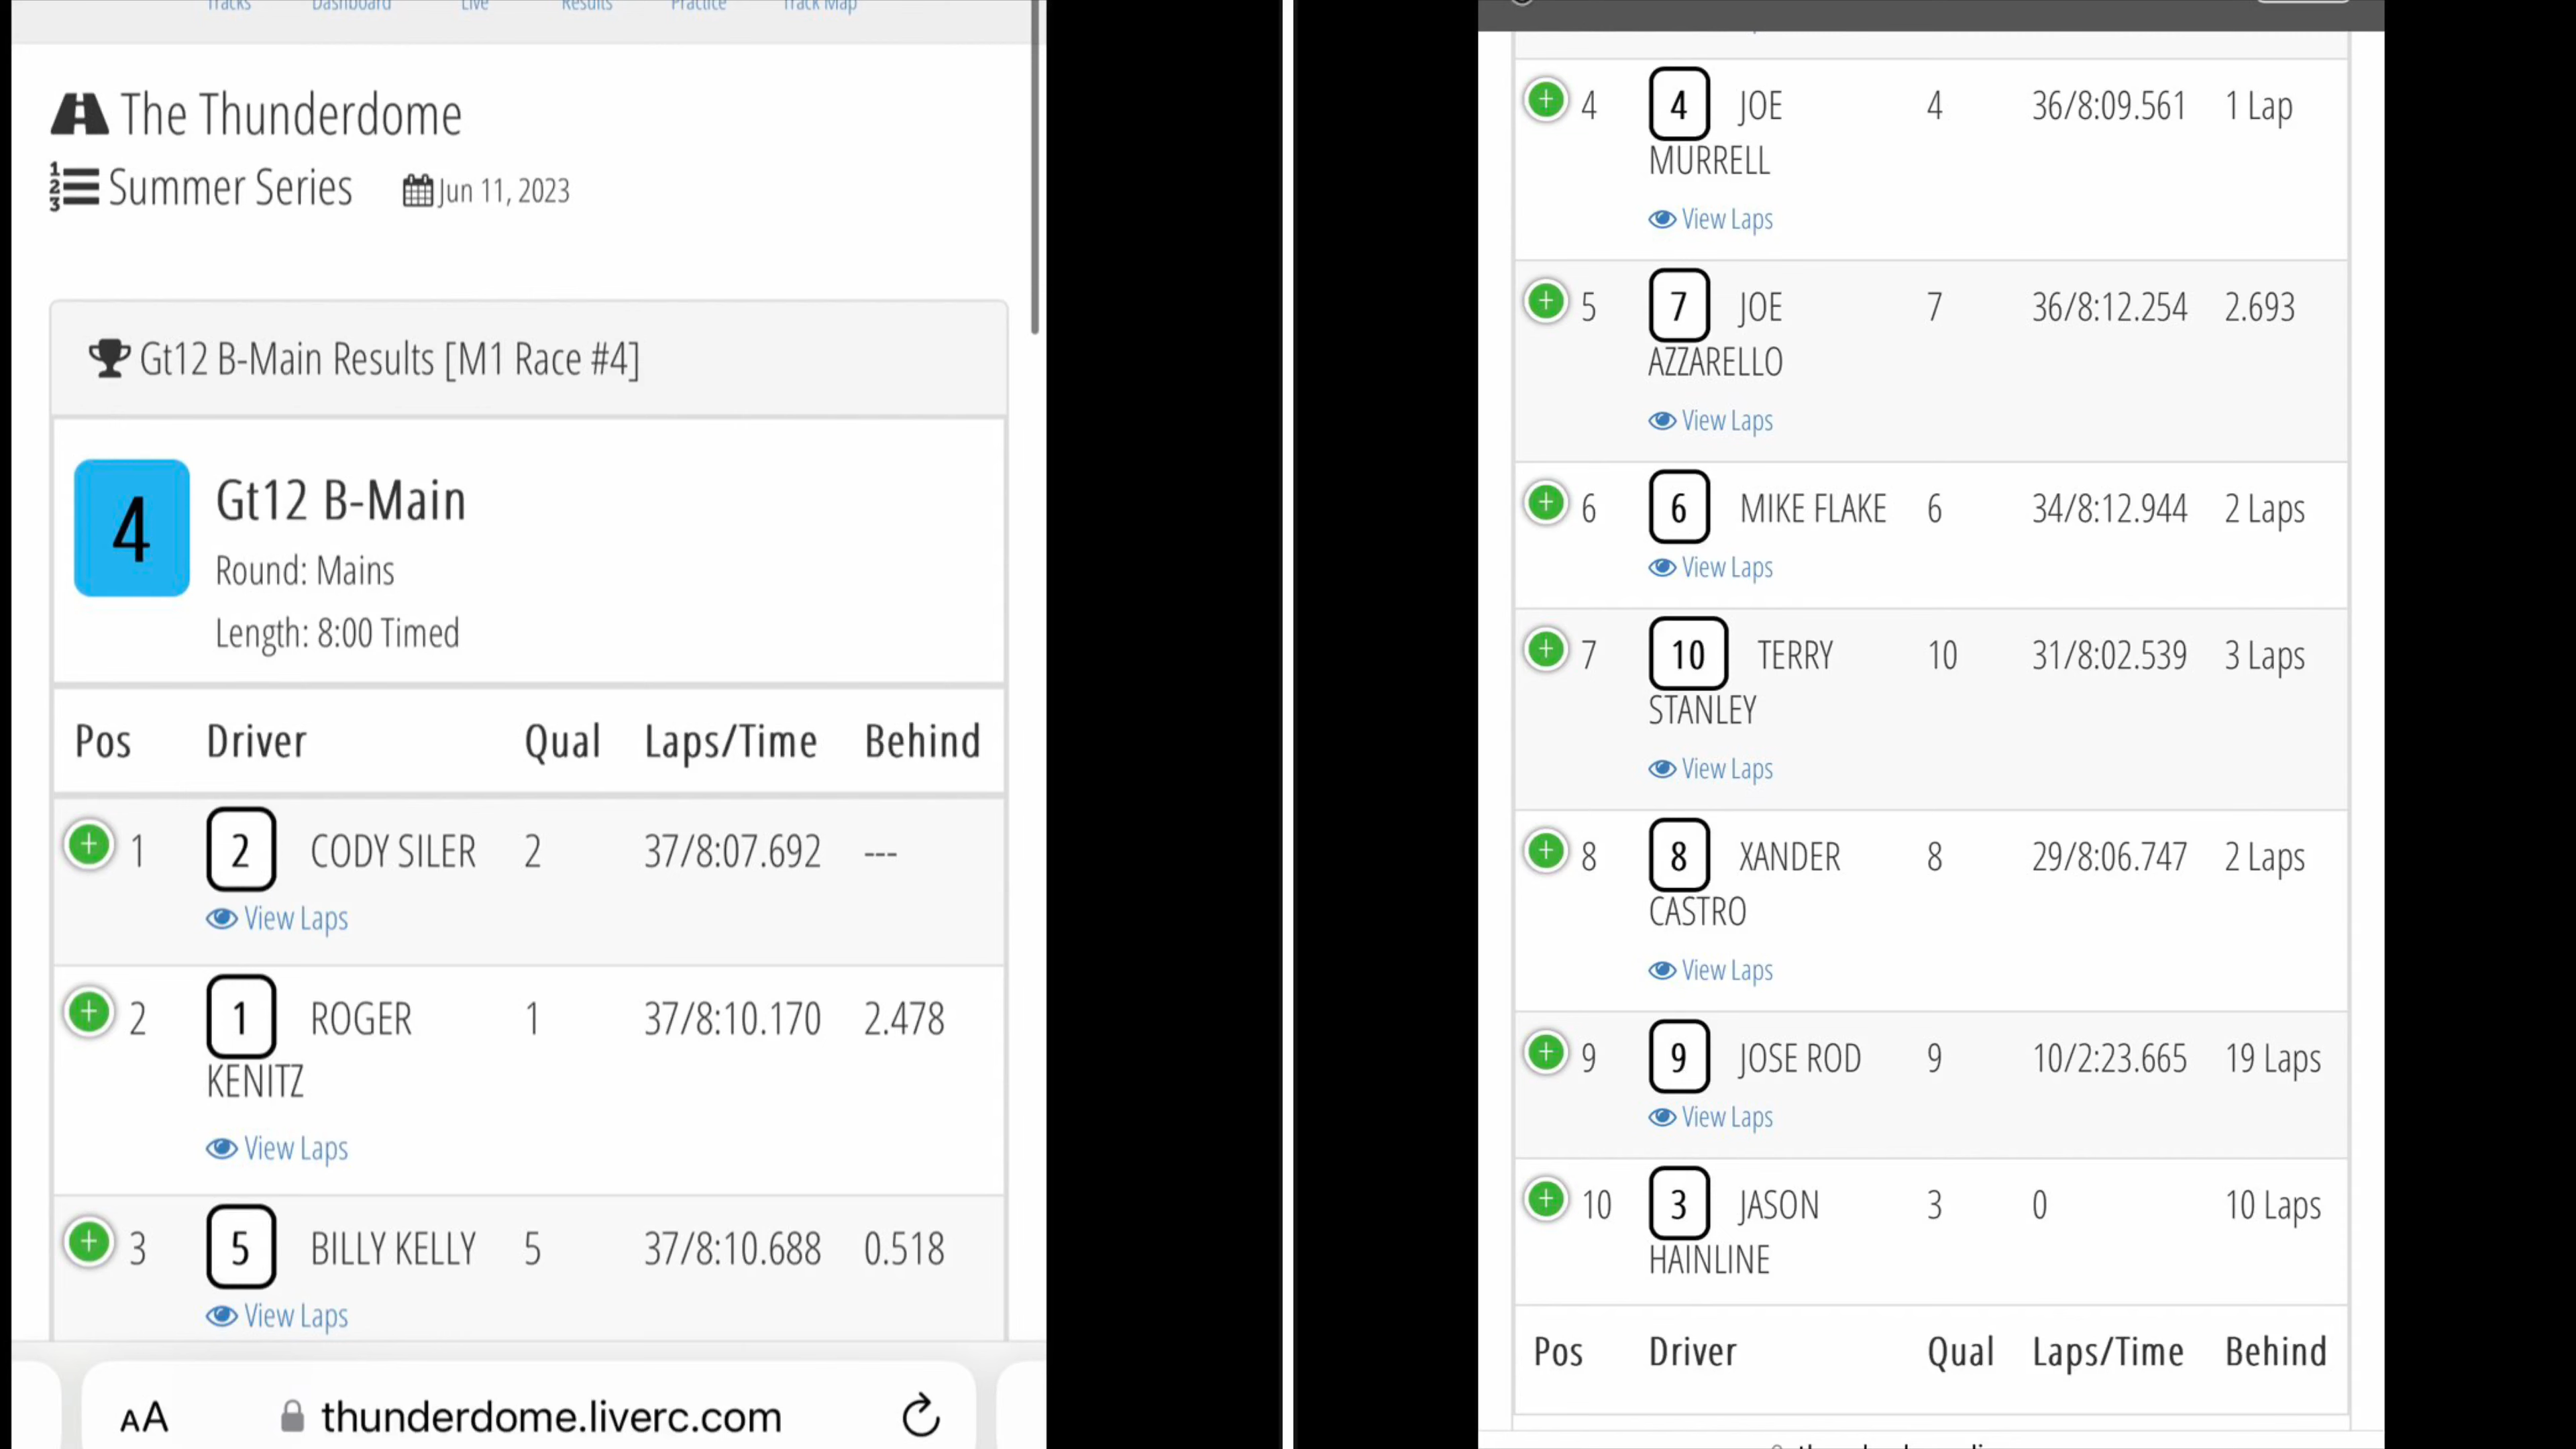 Tracks Dashboard Live Results Practice Track Map
The Thunderdome
Summer Series Jun 11, 2023
Gt12 B-Main Results [M1 Race #4]
4
Gt12 B-Main
Round: Mains
Length: 8:00 Timed
Pos Driver Qual Laps/Time Behind
1 2 CODY SILER 2 37/8:07.692 ---
View Laps
2 1 ROGER 1 37/8:10.170 2.478
KENITZ
View Laps
3 5 BILLY KELLY 5 37/8:10.688 0.518
View Laps
AA thunderdome.liverc.com
4 4 JOE 4 36/8:09.561 1 Lap
MURRELL
View Laps
5 7 JOE 7 36/8:12.254 2.693
AZZARELLO
View Laps
6 6 MIKE FLAKE 6 34/8:12.944 2 Laps
View Laps
7 10 TERRY 10 31/8:02.539 3 Laps
STANLEY
View Laps
8 8 XANDER 8 29/8:06.747 2 Laps
CASTRO
View Laps
9 9 JOSE ROD 9 10/2:23.665 19 Laps
View Laps
10 3 JASON 3 0 10 Laps
HAINLINE
Pos Driver Qual Laps/Time Behind